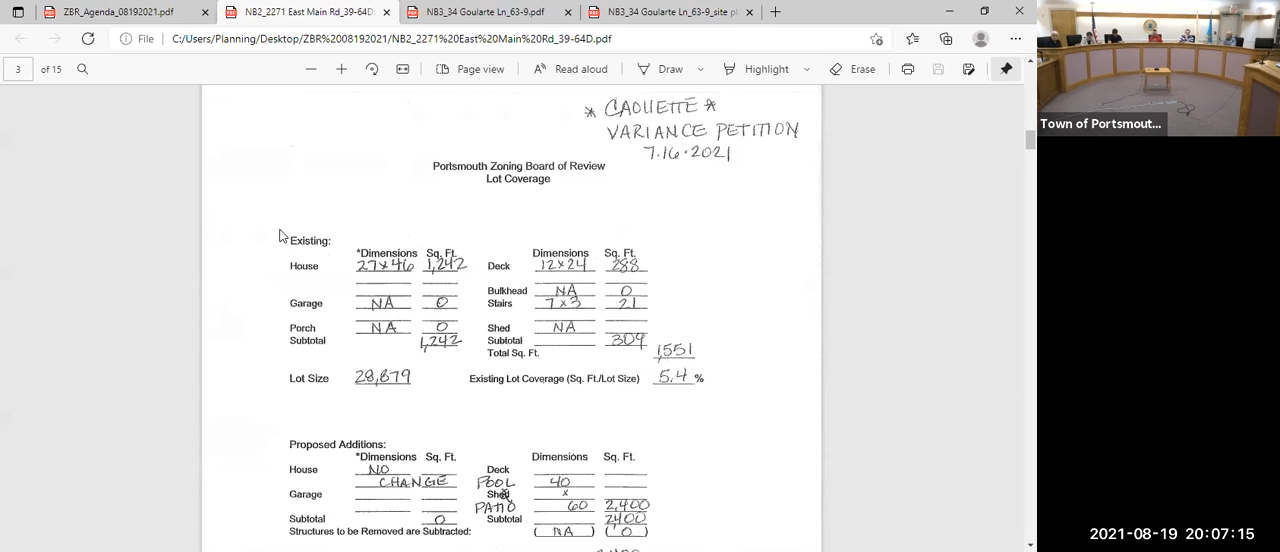 ZBR_Agenda_08192021.pdf
NB2_2271 East Main Rd_39-64D.
NB3_34 Goularte Ln_63-9.pdf
NB3_34 Goularte Ln_63-9_site pl
File
C:/Users/Planning/Desktop/ZBR%2008192021/NB2_2271%20East%20Main%20Rd_39-64D.pdf
3 of 15
Page view
Read aloud
Draw
Highlight
Erase
* CAOUETTE *
VARIANCE PETITION
7.16.2021
Portsmouth Zoning Board of Review
Lot Coverage
Existing:
*Dimensions Sq. Ft. Dimensions Sq. Ft.
House 27x46 1,242 Deck 12x24 288
Bulkhead NA 0
Garage NA 0 Stairs 7x3 21
Porch NA 0 Shed NA
Subtotal 1,242 Subtotal 309
Total Sq. Ft. 1,551
Lot Size 28,879 Existing Lot Coverage (Sq. Ft./Lot Size) 5.4 %
Proposed Additions:
*Dimensions Sq. Ft. Dimensions Sq. Ft.
House NO Deck
CHANGE POOL 40
Garage Shed x
PATIO 60 2,400
Subtotal 0 Subtotal 2400
Structures to be Removed are Subtracted: ( NA ) ( 0 )
Town of Portsmout...
2021-08-19 20:07:15